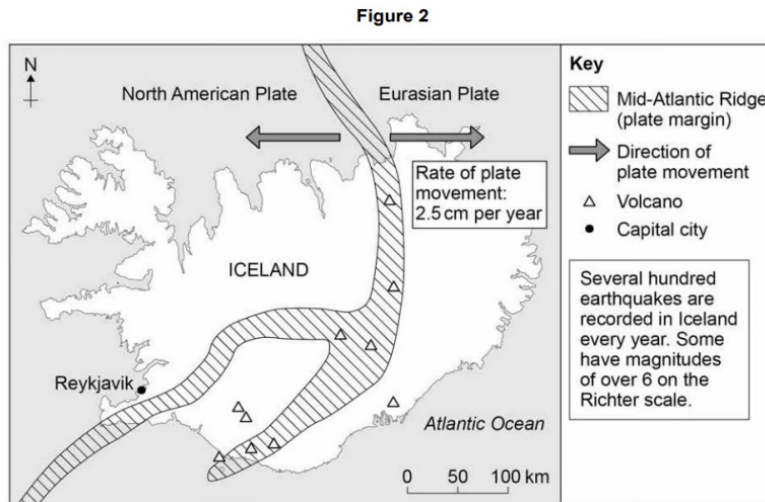 Figure 2
N
North American Plate
Eurasian Plate
Rate of plate
movement:
2.5 cm per year
ICELAND
Reykjavik
Atlantic Ocean
0 50 100 km
Key
Mid-Atlantic Ridge
(plate margin)
Direction of
plate movement
Volcano
Capital city
Several hundred
earthquakes are
recorded in Iceland
every year. Some
have magnitudes
of over 6 on the
Richter scale.